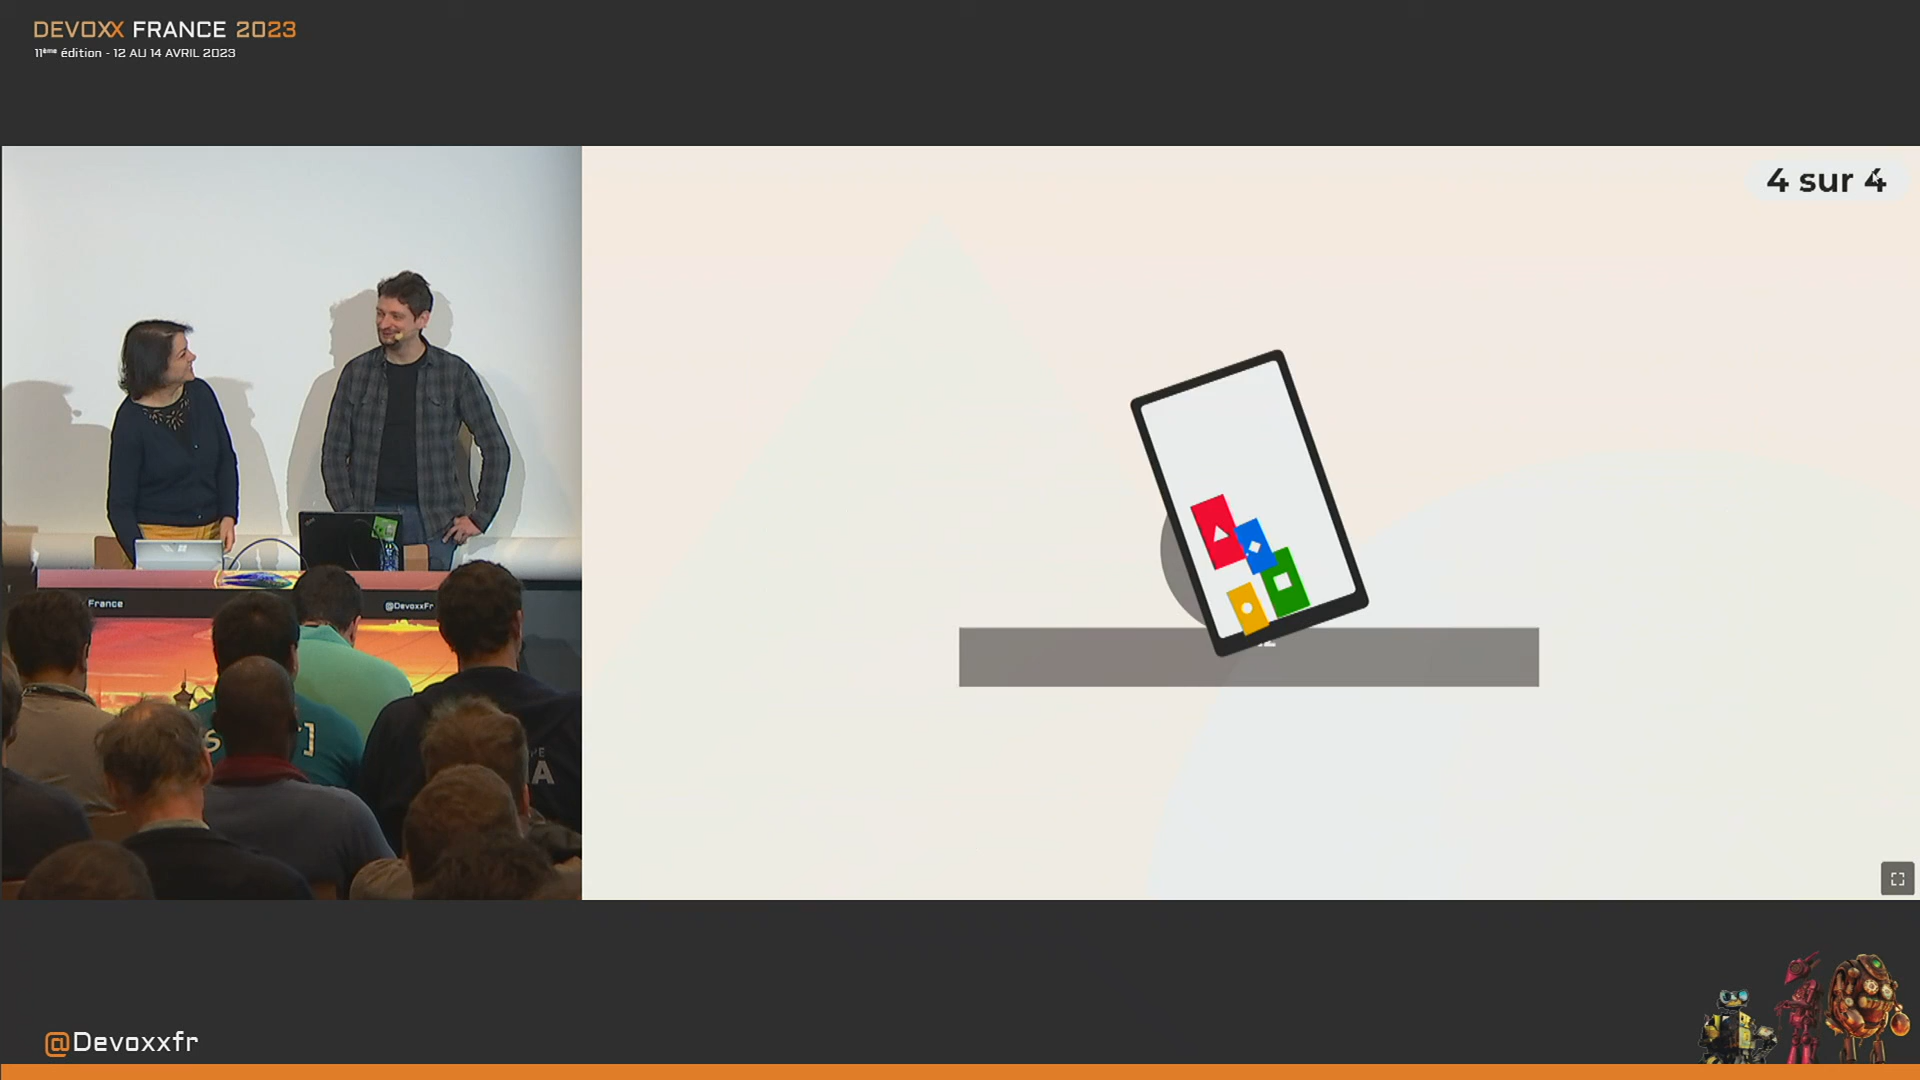 DEVOXX FRANCE 2023
11ème édition - 12 AU 14 AVRIL 2023
4 sur 4
France
@DevoxxFr
A
@Devoxxfr